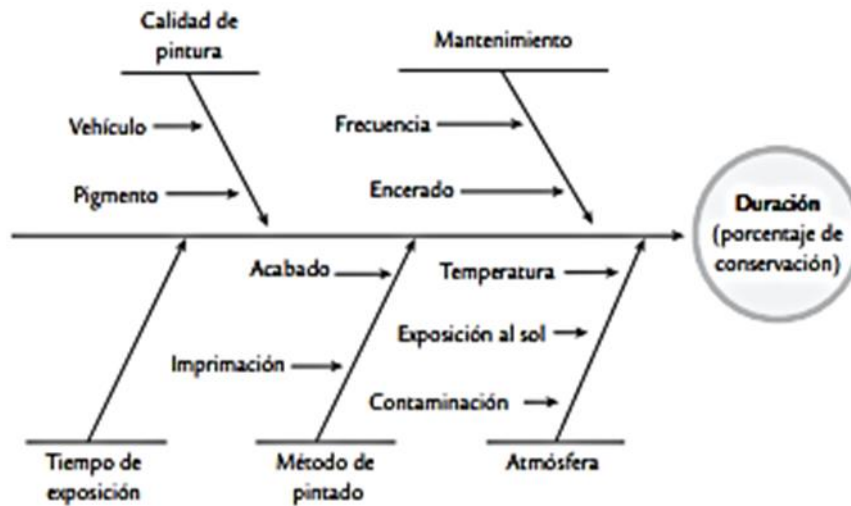 Calidad de
pintura
Mantenimiento
Vehículo
Frecuencia
Pigmento
Encerado
Duración
(porcentaje de
conservación)
Acabado
Temperatura
Exposición al sol
Imprimación
Contaminación
Tiempo de
exposición
Método de
pintado
Atmósfera